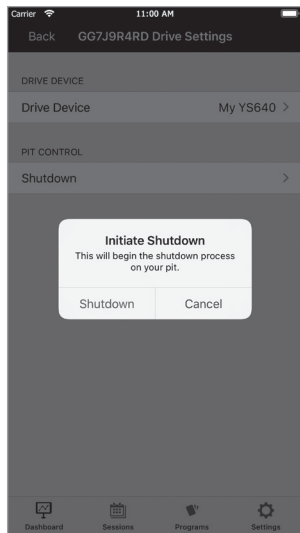 Carrier 11:00 AM
Back GG7J9R4RD Drive Settings
DRIVE DEVICE
Drive Device My YS640 >
PIT CONTROL
Shutdown >
Initiate Shutdown
This will begin the shutdown process
on your pit.
Shutdown Cancel
Dashboard Sessions Programs Settings